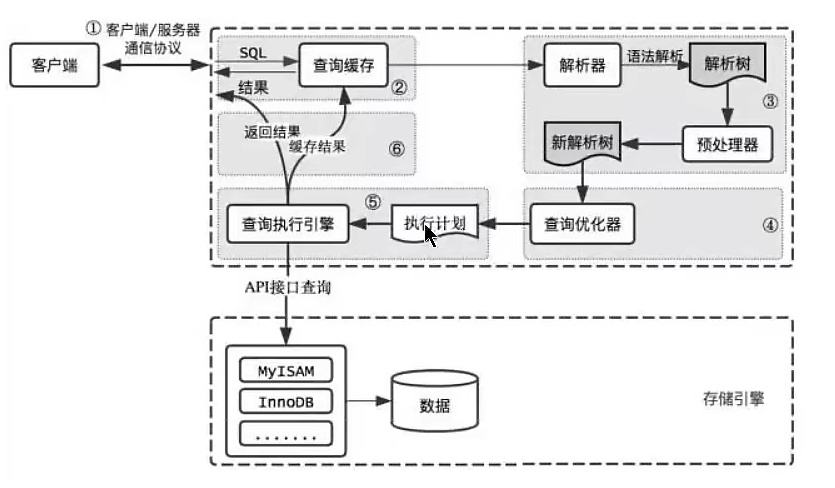 ① 客户端/服务器
通信协议
客户端
SQL
结果
查询缓存
②
解析器
语法解析
解析树
③
预处理器
新解析树
返回结果
缓存结果
⑥
查询执行引擎
⑤
执行计划
查询优化器
④
API接口查询
MyISAM
InnoDB
.......
数据
存储引擎